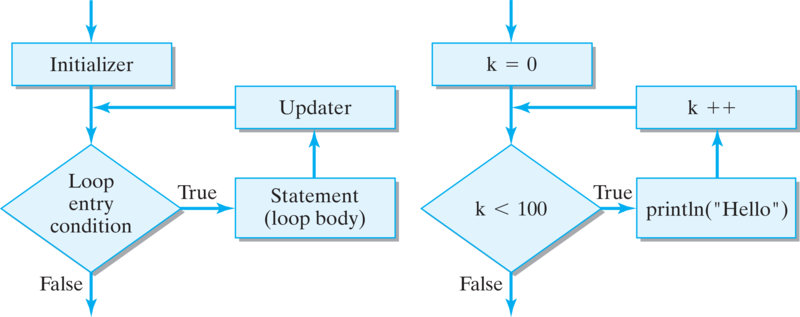 Initializer
Updater
Loop
entry
condition
True
Statement
(loop body)
False
k = 0
k ++
k < 100
True
println("Hello")
False